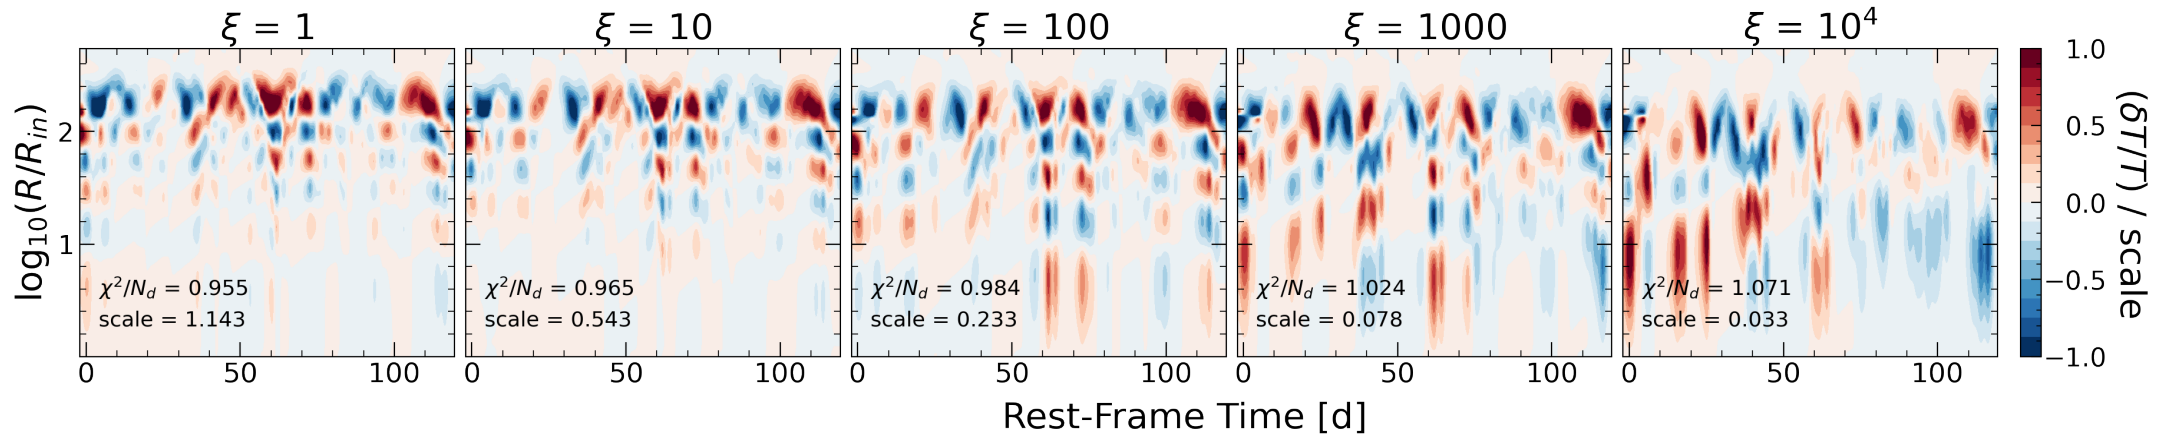 ξ = 1
ξ = 10
ξ = 100
ξ = 1000
ξ = 10⁴
log₁₀(R/Rᵢₙ)
2
1
χ²/N_d = 0.955
scale = 1.143
χ²/N_d = 0.965
scale = 0.543
χ²/N_d = 0.984
scale = 0.233
χ²/N_d = 1.024
scale = 0.078
χ²/N_d = 1.071
scale = 0.033
0 50 100
0 50 100
0 50 100
0 50 100
0 50 100
Rest-Frame Time [d]
1.0
0.5
0.0
−0.5
−1.0
(δT/T) / scale